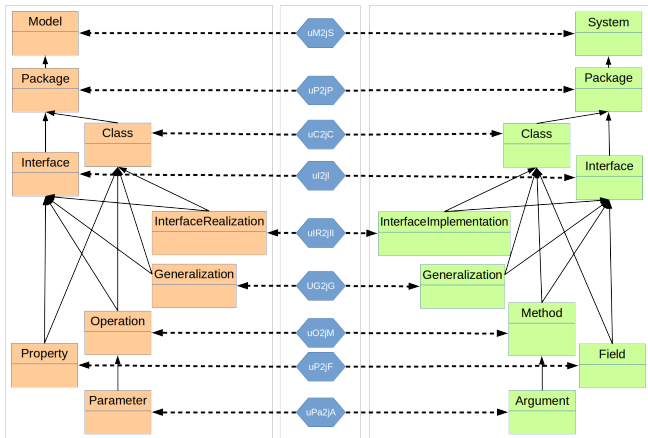 Model
uM2jS
System
Package
uP2jP
Package
Class
uC2jC
Class
Interface
uI2jI
Interface
InterfaceRealization
uIR2jII
InterfaceImplementation
Generalization
UG2jG
Generalization
Operation
uO2jM
Method
Property
uP2jF
Field
Parameter
uPa2jA
Argument